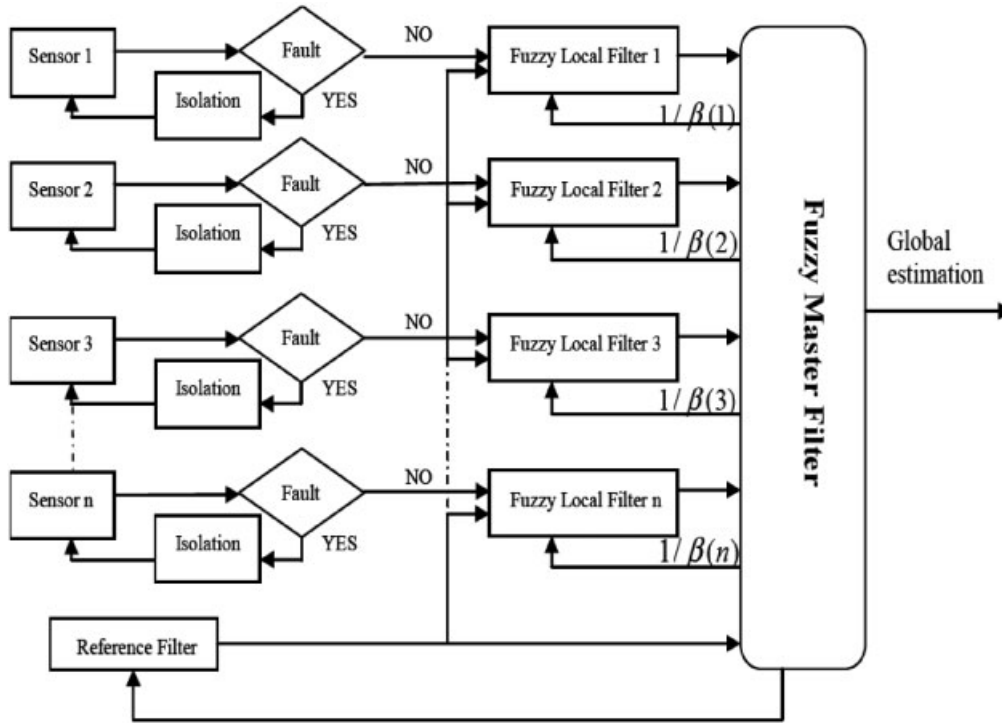 Sensor 1
Fault
NO
Fuzzy Local Filter 1
Isolation
YES
1/ β(1)
Sensor 2
Fault
NO
Fuzzy Local Filter 2
Isolation
YES
1/ β(2)
Sensor 3
Fault
NO
Fuzzy Local Filter 3
Isolation
YES
1/ β(3)
Sensor n
Fault
NO
Fuzzy Local Filter n
Isolation
YES
1/ β(n)
Reference Filter
Fuzzy Master Filter
Global
estimation